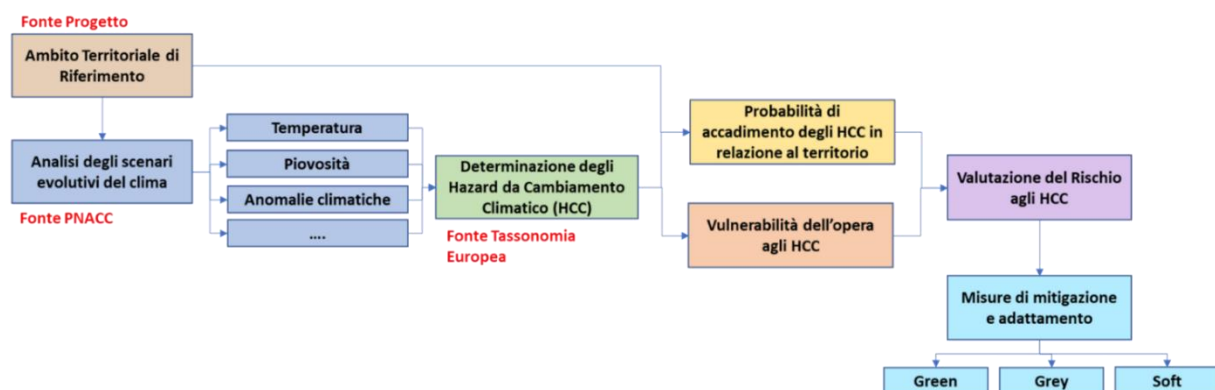 Fonte Progetto
Ambito Territoriale di
Riferimento
Analisi degli scenari
evolutivi del clima
Fonte PNACC
Temperatura
Piovosità
Anomalie climatiche
....
Determinazione degli
Hazard da Cambiamento
Climatico (HCC)
Fonte Tassonomia
Europea
Probabilità di
accadimento degli HCC in
relazione al territorio
Vulnerabilità dell'opera
agli HCC
Valutazione del Rischio
agli HCC
Misure di mitigazione
e adattamento
Green
Grey
Soft